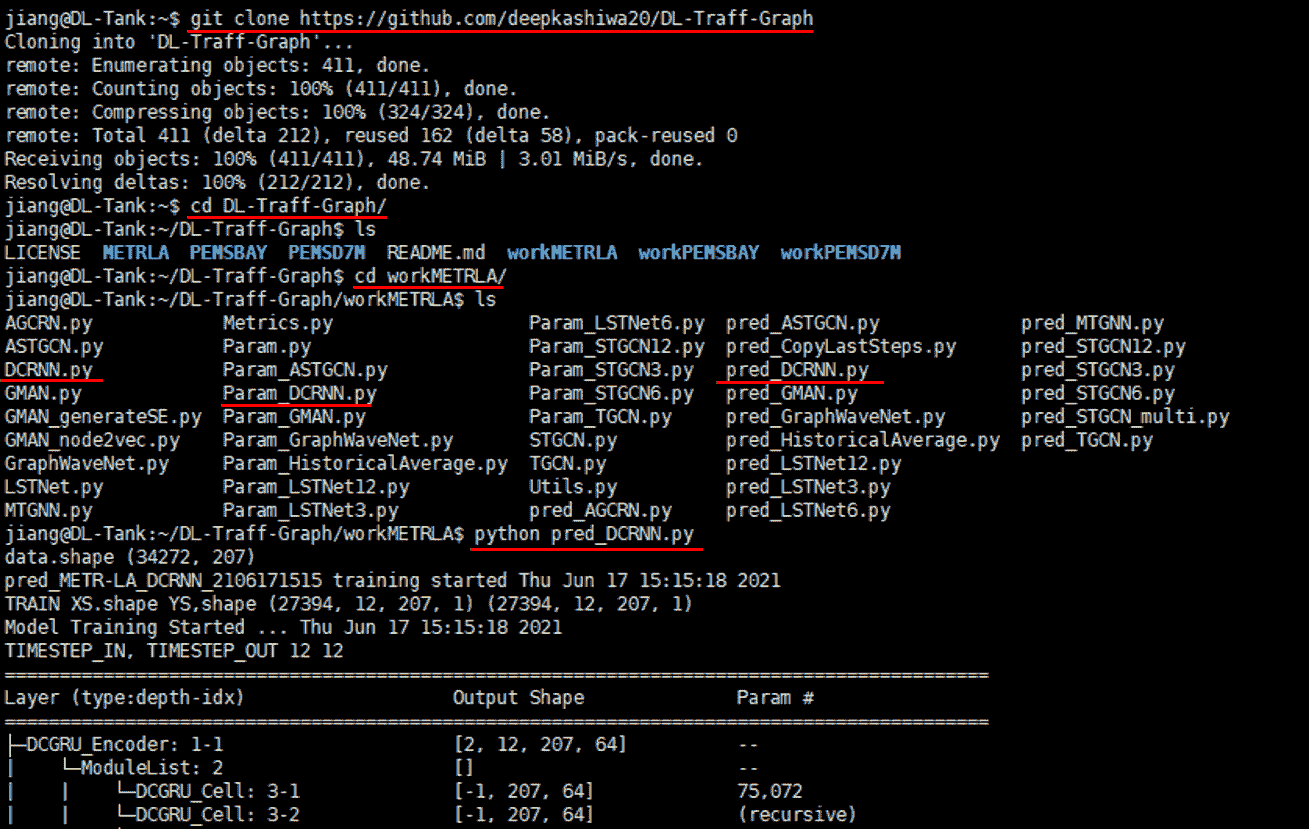 jiang@DL-Tank:~$ git clone https://github.com/deepkashiwa20/DL-Traff-Graph
Cloning into 'DL-Traff-Graph'...
remote: Enumerating objects: 411, done.
remote: Counting objects: 100% (411/411), done.
remote: Compressing objects: 100% (324/324), done.
remote: Total 411 (delta 212), reused 162 (delta 58), pack-reused 0
Receiving objects: 100% (411/411), 48.74 MiB | 3.01 MiB/s, done.
Resolving deltas: 100% (212/212), done.
jiang@DL-Tank:~$ cd DL-Traff-Graph/
jiang@DL-Tank:~/DL-Traff-Graph$ ls
LICENSE  METRLA  PEMSBAY  PEMSD7M  README.md  workMETRLA  workPEMSBAY  workPEMSD7M
jiang@DL-Tank:~/DL-Traff-Graph$ cd workMETRLA/
jiang@DL-Tank:~/DL-Traff-Graph/workMETRLA$ ls
AGCRN.py            Metrics.py                 Param_LSTNet6.py  pred_ASTGCN.py             pred_MTGNN.py
ASTGCN.py           Param.py                   Param_STGCN12.py  pred_CopyLastSteps.py      pred_STGCN12.py
DCRNN.py            Param_ASTGCN.py            Param_STGCN3.py   pred_DCRNN.py              pred_STGCN3.py
GMAN.py             Param_DCRNN.py             Param_STGCN6.py   pred_GMAN.py               pred_STGCN6.py
GMAN_generateSE.py  Param_GMAN.py              Param_TGCN.py     pred_GraphWaveNet.py       pred_STGCN_multi.py
GMAN_node2vec.py    Param_GraphWaveNet.py      STGCN.py          pred_HistoricalAverage.py  pred_TGCN.py
GraphWaveNet.py     Param_HistoricalAverage.py  TGCN.py           pred_LSTNet12.py
LSTNet.py           Param_LSTNet12.py          Utils.py          pred_LSTNet3.py
MTGNN.py            Param_LSTNet3.py           pred_AGCRN.py     pred_LSTNet6.py
jiang@DL-Tank:~/DL-Traff-Graph/workMETRLA$ python pred_DCRNN.py
data.shape (34272, 207)
pred_METR-LA_DCRNN_2106171515 training started Thu Jun 17 15:15:18 2021
TRAIN XS.shape YS,shape (27394, 12, 207, 1) (27394, 12, 207, 1)
Model Training Started ... Thu Jun 17 15:15:18 2021
TIMESTEP_IN, TIMESTEP_OUT 12 12
==========================================================================================
Layer (type:depth-idx)                   Output Shape              Param #
==========================================================================================
├─DCGRU_Encoder: 1-1                     [2, 12, 207, 64]          --
|    └─ModuleList: 2                     []                        --
|    |    └─DCGRU_Cell: 3-1              [-1, 207, 64]             75,072
|    |    └─DCGRU_Cell: 3-2              [-1, 207, 64]             (recursive)